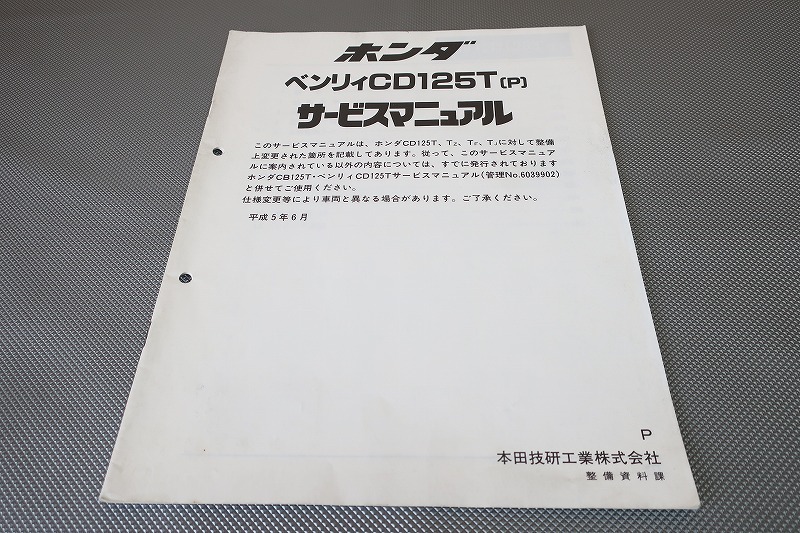 ホンダ
ベンリィCD125T〔P〕
サービスマニュアル
このサービスマニュアルは、ホンダCD125T、Tz、Tf、Tjに対して整備
上変更された箇所を記載してあります。従って、このサービスマニュア
ルに案内されている以外の内容については、すでに発行されております
ホンダCB125T・ベンリィCD125Tサービスマニュアル(管理No.6039902)
と併せてご使用ください。
仕様変更等により車両と異なる場合があります。ご了承ください。
平成5年6月
P
本田技研工業株式会社
整備資料課